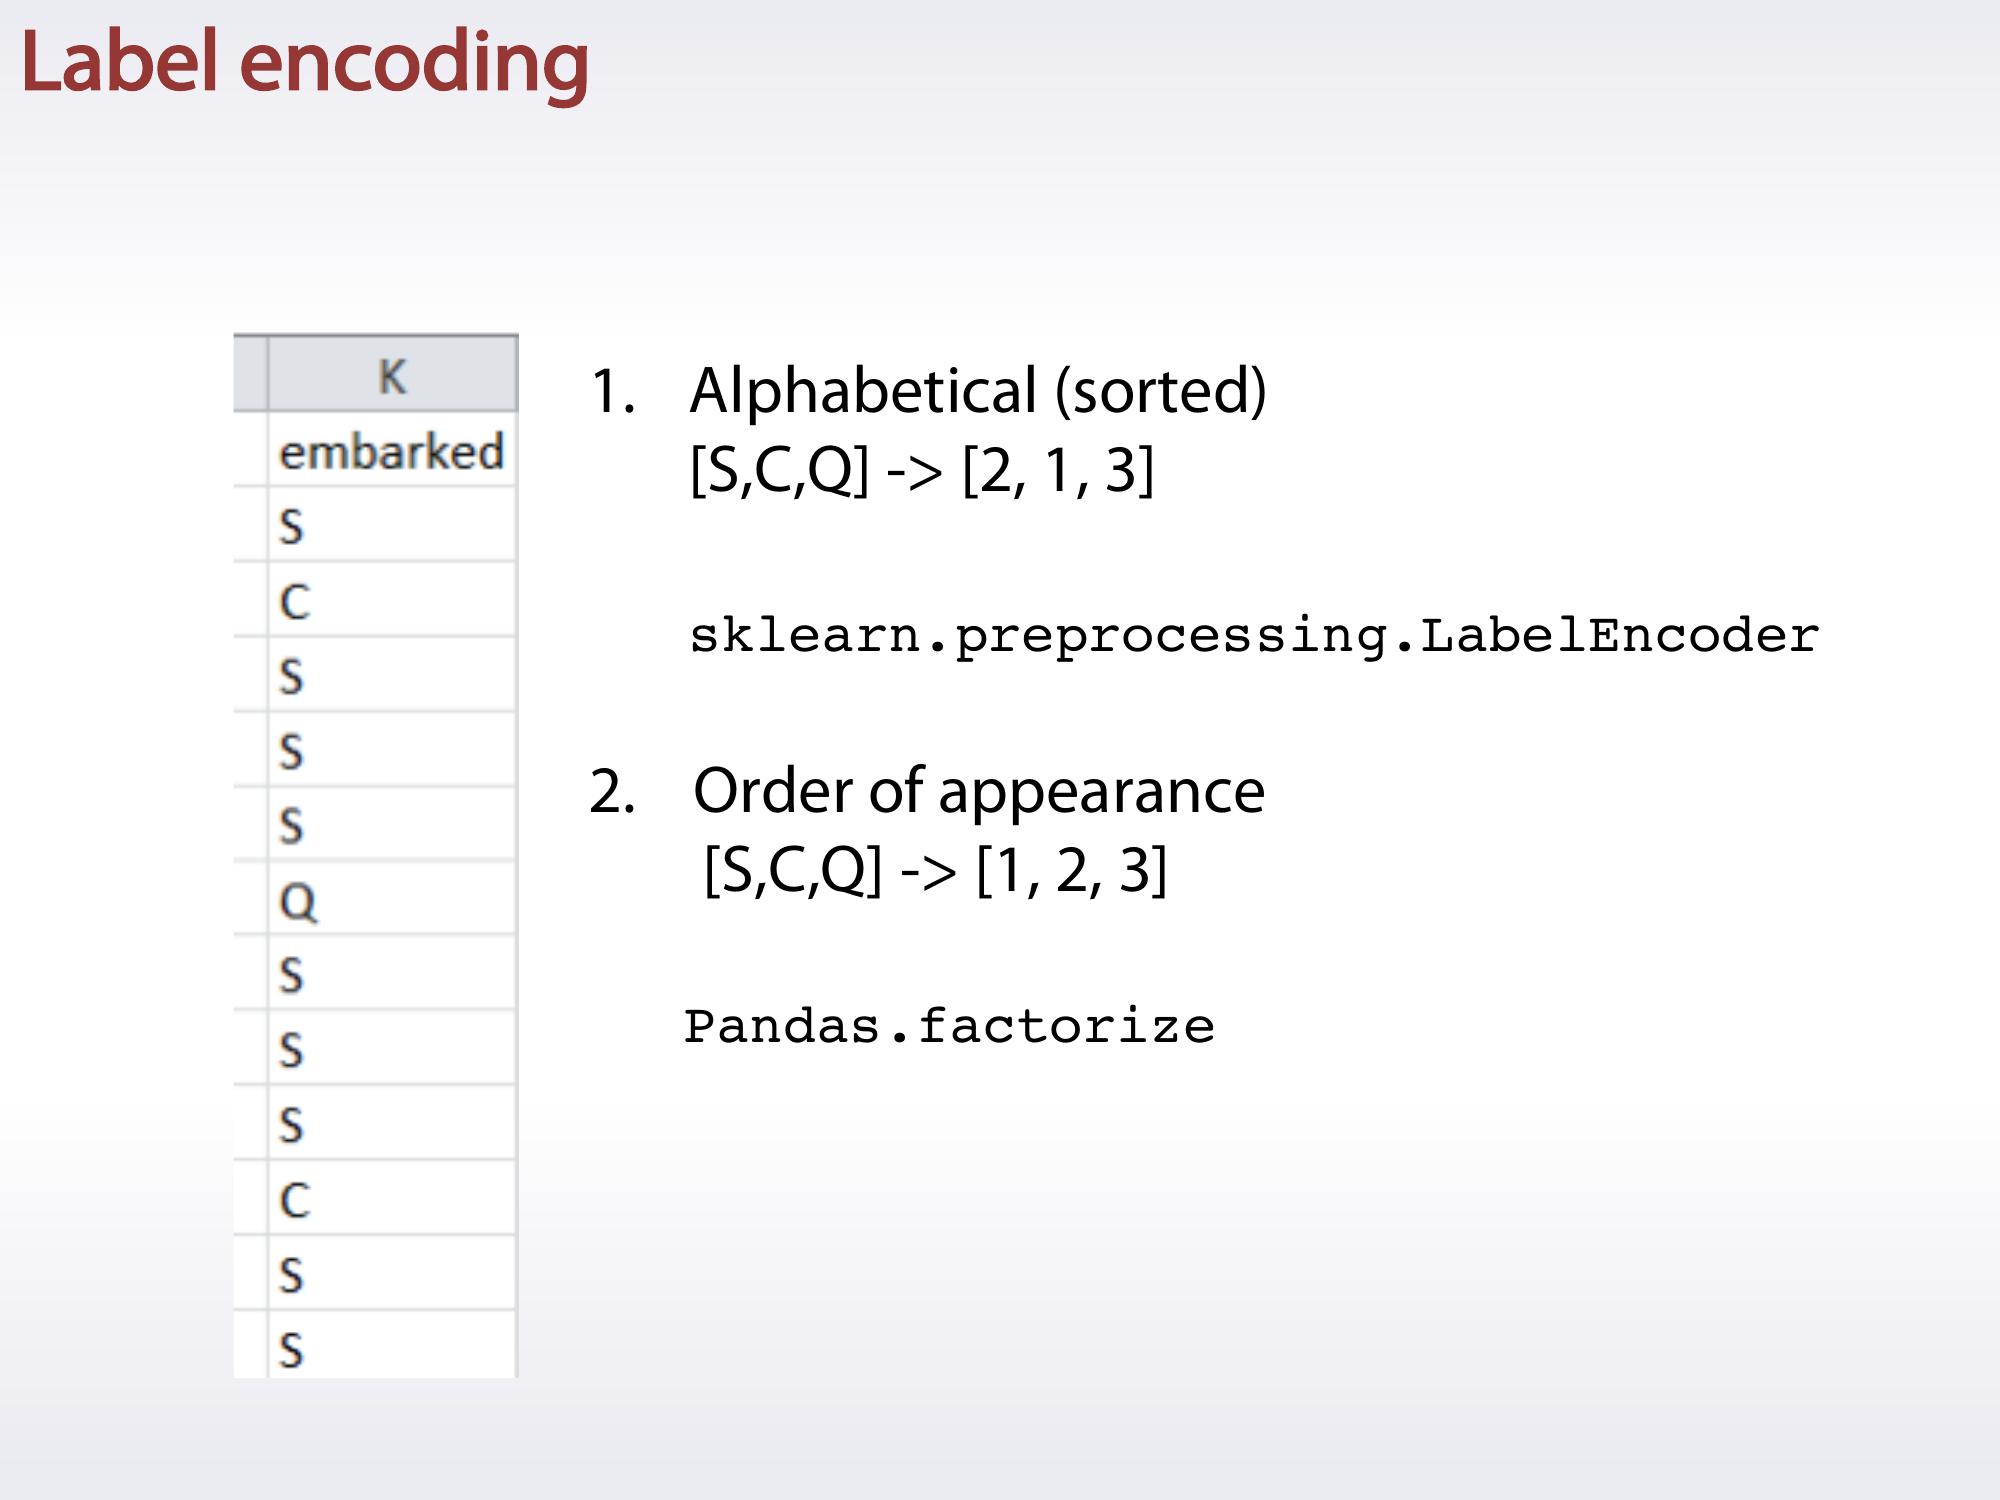 Label encoding
K
embarked
S
C
S
S
S
Q
S
S
S
C
S
S
1. Alphabetical (sorted)
[S,C,Q] -> [2, 1, 3]
sklearn.preprocessing.LabelEncoder
2. Order of appearance
[S,C,Q] -> [1, 2, 3]
Pandas.factorize